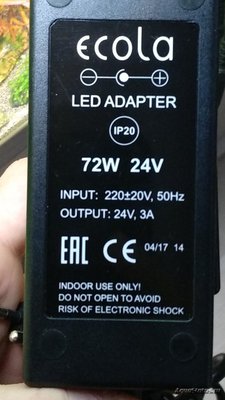 ecola
LED ADAPTER
IP20
72W 24V
INPUT: 220±20V, 50Hz
OUTPUT: 24V, 3A
EAC CE 04/17 14
INDOOR USE ONLY!
DO NOT OPEN TO AVOID
RISK OF ELECTRONIC SHOCK